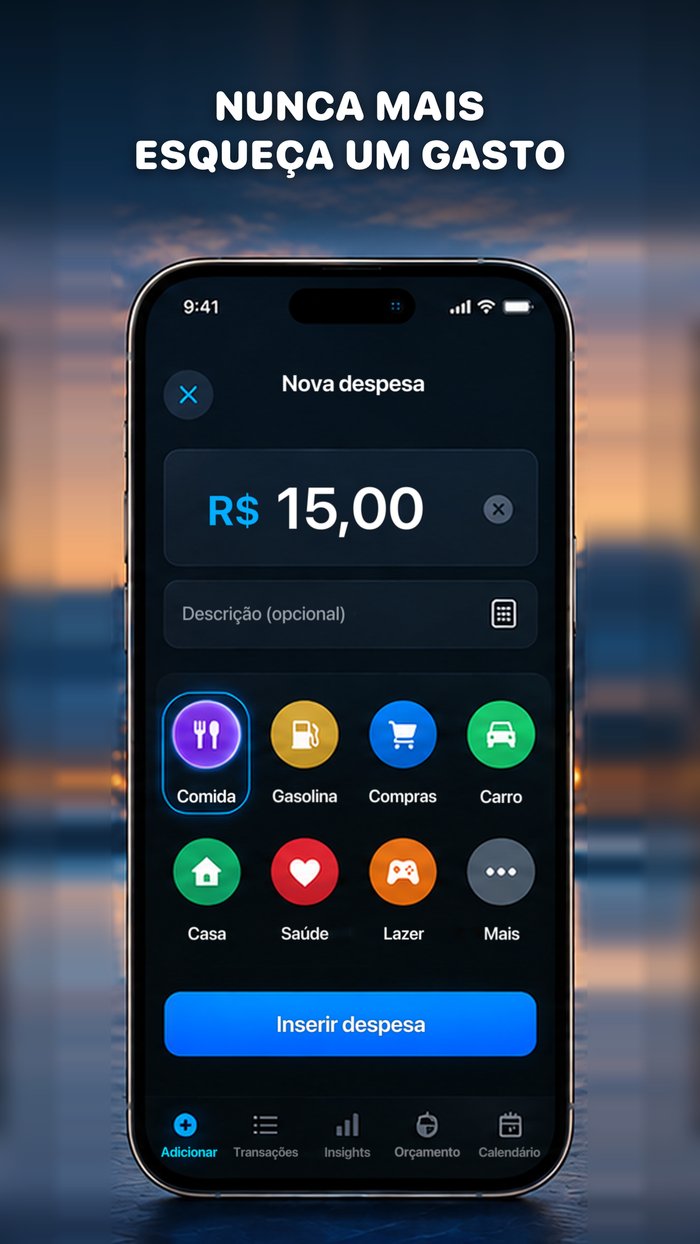 NUNCA MAIS
ESQUEÇA UM GASTO
9:41
Nova despesa
R$ 15,00
Descrição (opcional)
Comida Gasolina Compras Carro
Casa Saúde Lazer Mais
Inserir despesa
Adicionar Transações Insights Orçamento Calendário